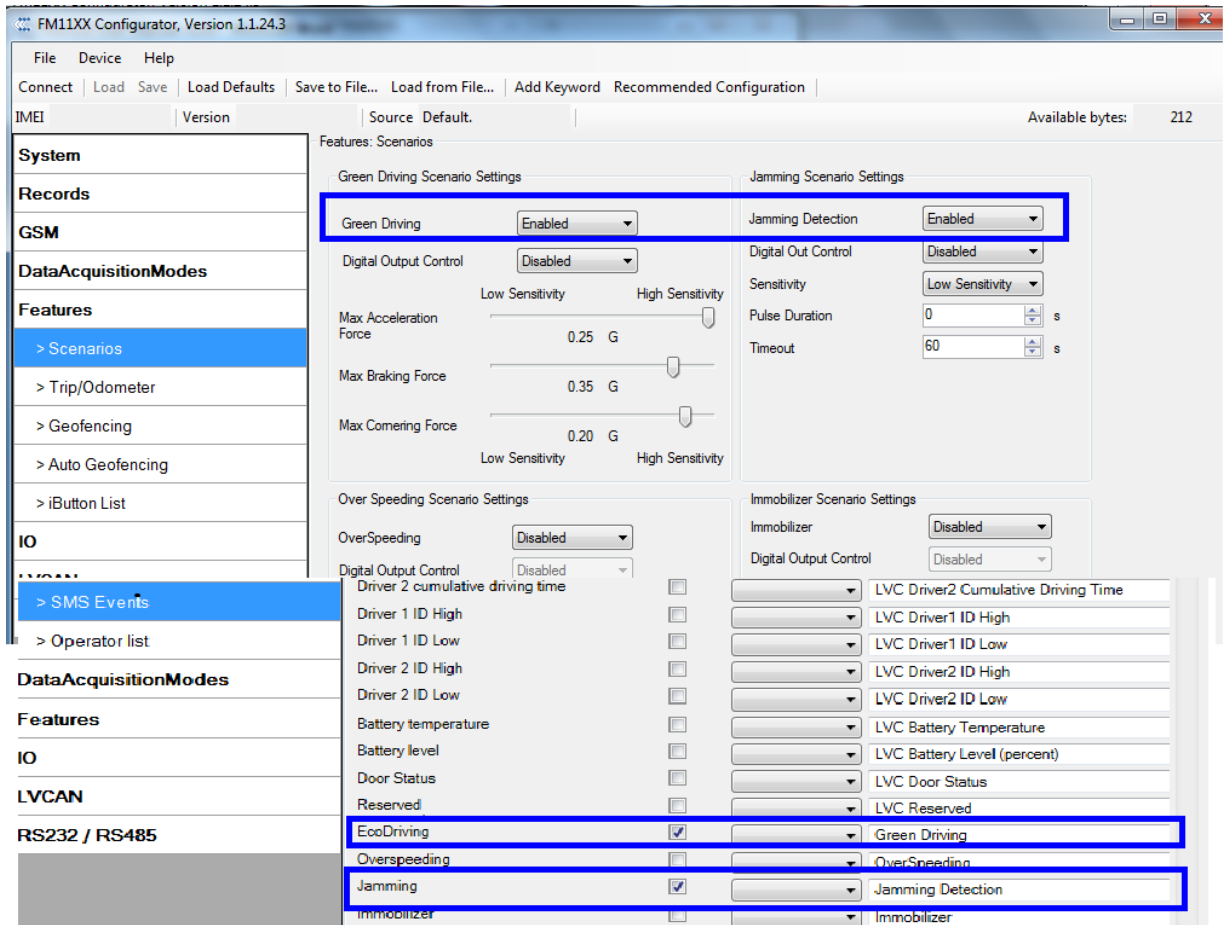 FM11XX Configurator, Version 1.1.24.3
File Device Help
Connect Load Save Load Defaults Save to File... Load from File... Add Keyword Recommended Configuration
IMEI Version Source Default. Available bytes: 212
System
Records
GSM
DataAcquisitionModes
Features
> Scenarios
> Trip/Odometer
> Geofencing
> Auto Geofencing
> iButton List
IO
LVCAN
Features: Scenarios
Green Driving Scenario Settings
Green Driving Enabled
Digital Output Control Disabled
Low Sensitivity High Sensitivity
Max Acceleration
Force
0.25 G
Max Braking Force
0.35 G
Max Cornering Force
0.20 G
Low Sensitivity High Sensitivity
Jamming Scenario Settings
Jamming Detection Enabled
Digital Out Control Disabled
Sensitivity Low Sensitivity
Pulse Duration 0 s
Timeout 60 s
Over Speeding Scenario Settings
OverSpeeding Disabled
Digital Output Control Disabled
Immobilizer Scenario Settings
Immobilizer Disabled
Digital Output Control Disabled
> SMS Events
> Operator list
DataAcquisitionModes
Features
IO
LVCAN
RS232 / RS485
Driver 2 cumulative driving time LVC Driver2 Cumulative Driving Time
Driver 1 ID High LVC Driver1 ID High
Driver 1 ID Low LVC Driver1 ID Low
Driver 2 ID High LVC Driver2 ID High
Driver 2 ID Low LVC Driver2 ID Low
Battery temperature LVC Battery Temperature
Battery level LVC Battery Level (percent)
Door Status LVC Door Status
Reserved LVC Reserved
EcoDriving Green Driving
Overspeeding OverSpeeding
Jamming Jamming Detection
Immobilizer Immobilizer